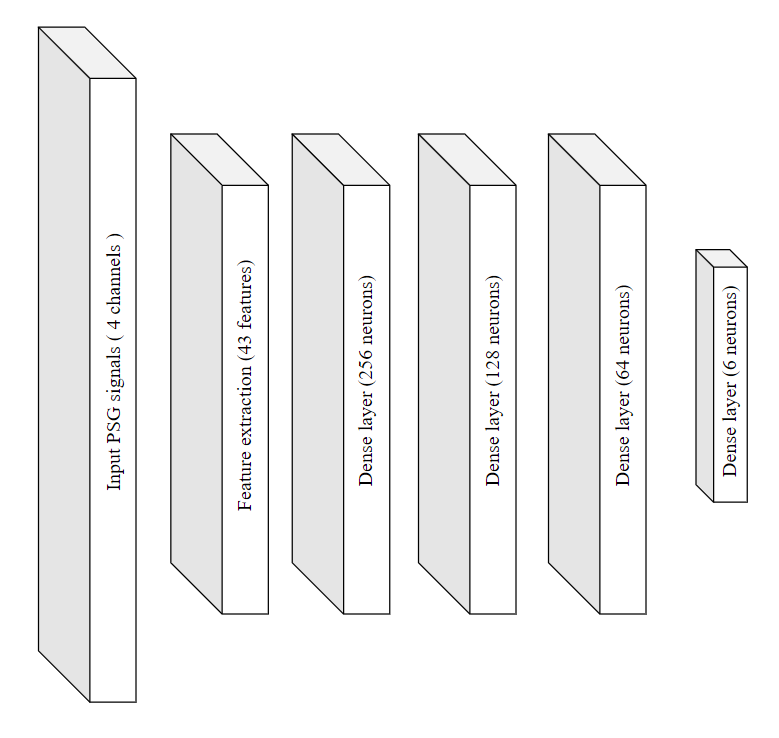 Input PSG signals ( 4 channels )
Feature extraction (43 features)
Dense layer (256 neurons)
Dense layer (128 neurons)
Dense layer (64 neurons)
Dense layer (6 neurons)